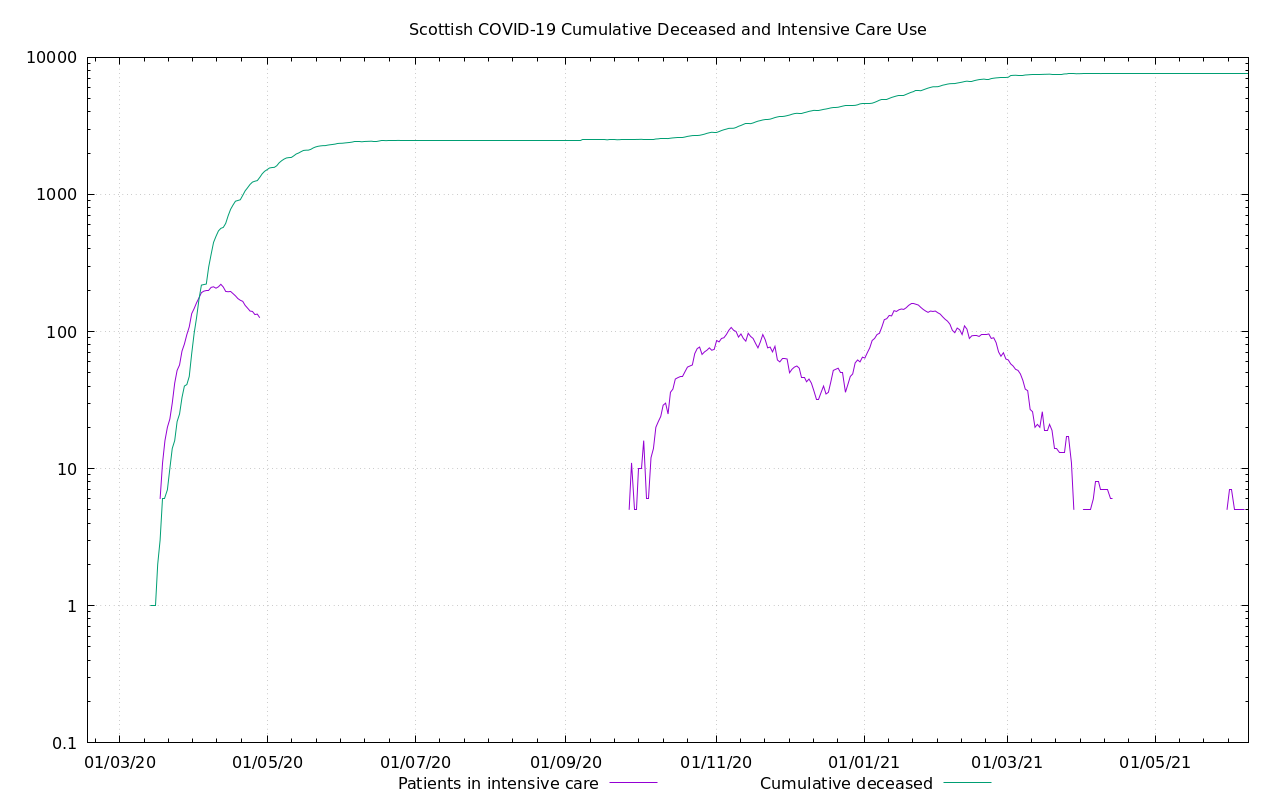 Scottish COVID-19 Cumulative Deceased and Intensive Care Use
10000
1000
100
10
1
0.1
01/03/20 01/05/20 01/07/20 01/09/20 01/11/20 01/01/21 01/03/21 01/05/21
Patients in intensive care Cumulative deceased